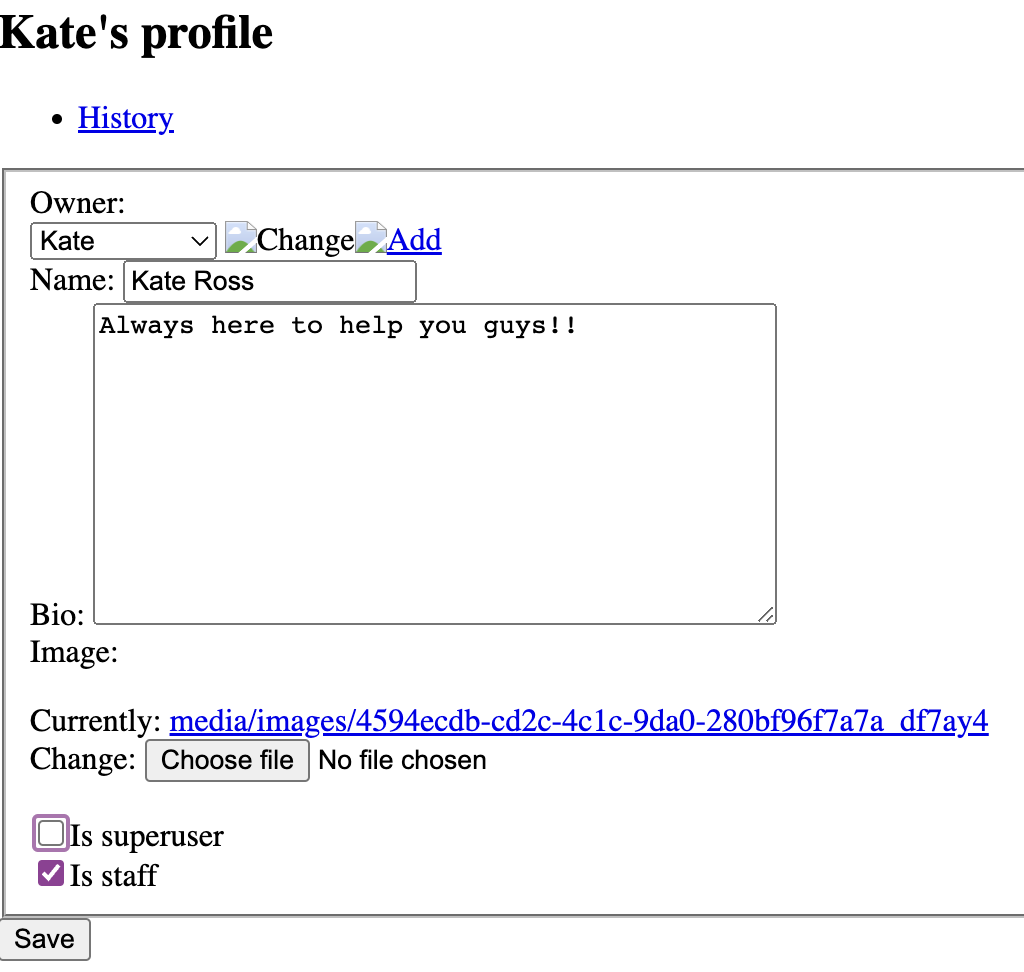 Kate's profile
History
Owner:
Kate Change Add
Name: Kate Ross
Always here to help you guys!!
Bio:
Image:
Currently: media/images/4594ecdb-cd2c-4c1c-9da0-280bf96f7a7a_df7ay4
Change: Choose file No file chosen
Is superuser
Is staff
Save